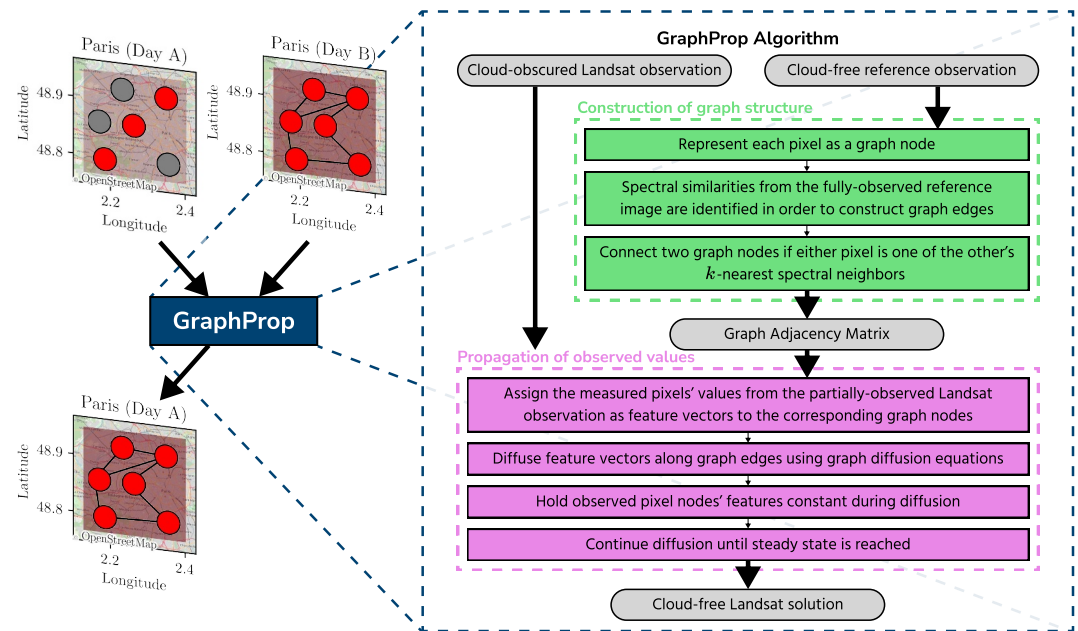 Paris (Day A)
48.9
48.8
Latitude
OpenStreetMap
2.2
2.4
Longitude
Paris (Day B)
48.9
48.8
Latitude
OpenStreetMap
2.2
2.4
Longitude
GraphProp
Paris (Day A)
48.9
48.8
Latitude
OpenStreetMap
2.2
2.4
Longitude
GraphProp Algorithm
Cloud-obscured Landsat observation
Cloud-free reference observation
Construction of graph structure
Represent each pixel as a graph node
Spectral similarities from the fully-observed reference
image are identified in order to construct graph edges
Connect two graph nodes if either pixel is one of the other's
k-nearest spectral neighbors
Graph Adjacency Matrix
Propagation of observed values
Assign the measured pixels' values from the partially-observed Landsat
observation as feature vectors to the corresponding graph nodes
Diffuse feature vectors along graph edges using graph diffusion equations
Hold observed pixel nodes' features constant during diffusion
Continue diffusion until steady state is reached
Cloud-free Landsat solution